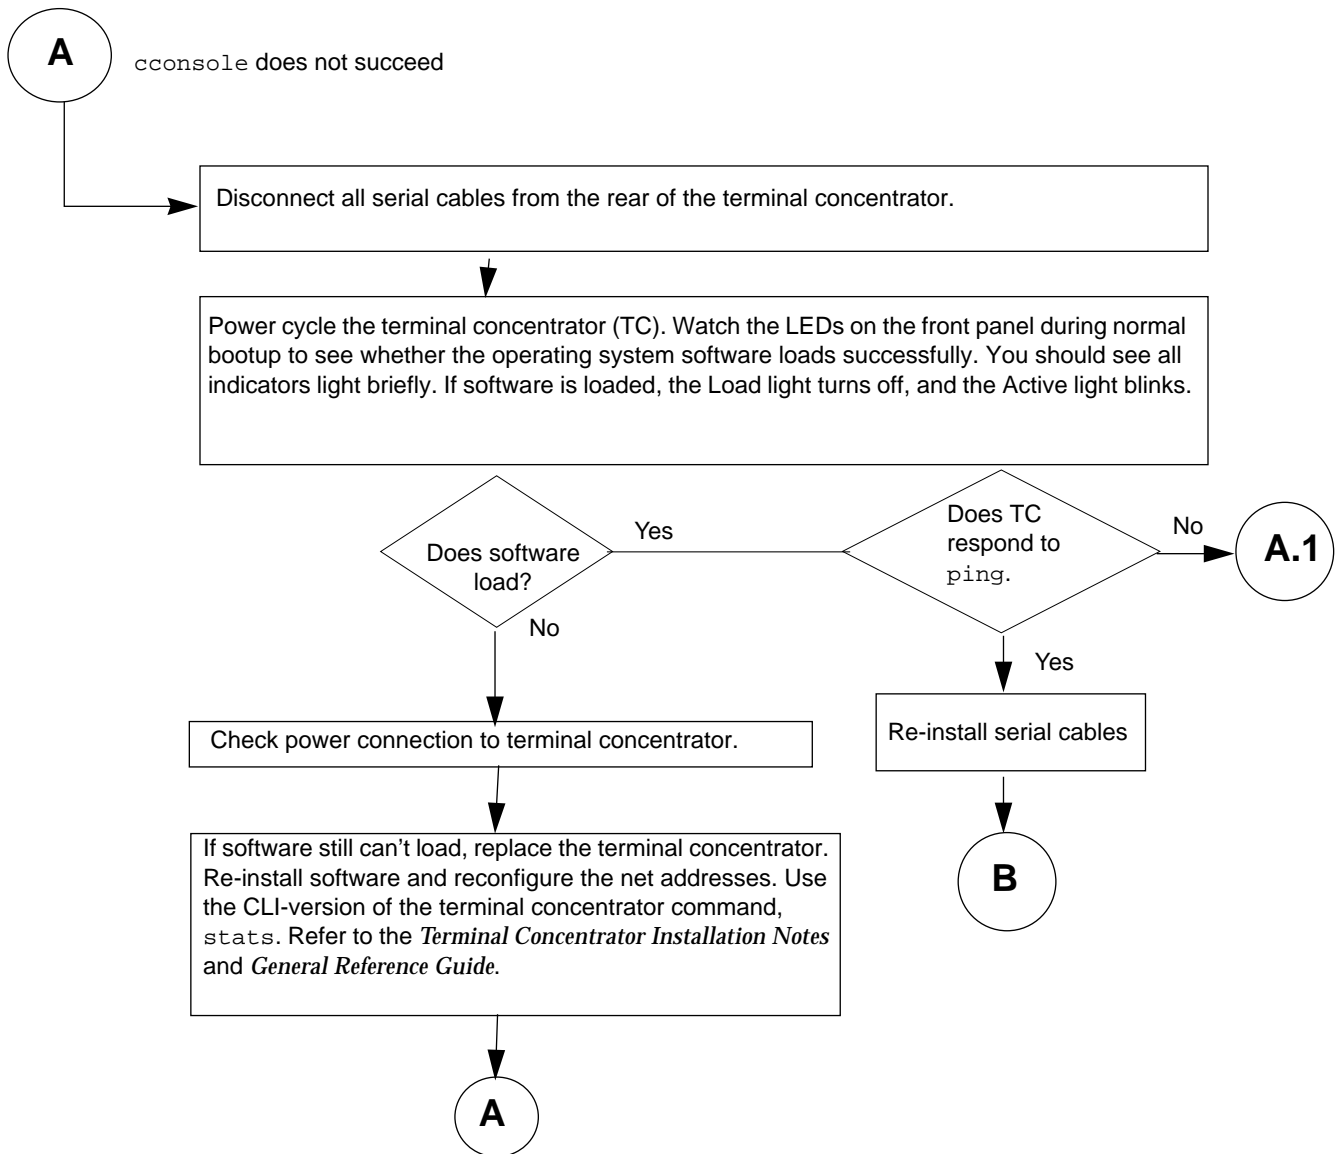 A
cconsole does not succeed
Disconnect all serial cables from the rear of the terminal concentrator.
Power cycle the terminal concentrator (TC). Watch the LEDs on the front panel during normal
bootup to see whether the operating system software loads successfully. You should see all
indicators light briefly. If software is loaded, the Load light turns off, and the Active light blinks.
Does software
load?
Yes
No
Does TC
respond to
ping.
No
A.1
Yes
Check power connection to terminal concentrator.
Re-install serial cables
If software still can't load, replace the terminal concentrator.
Re-install software and reconfigure the net addresses. Use
the CLI-version of the terminal concentrator command,
stats. Refer to the Terminal Concentrator Installation Notes
and General Reference Guide.
B
A